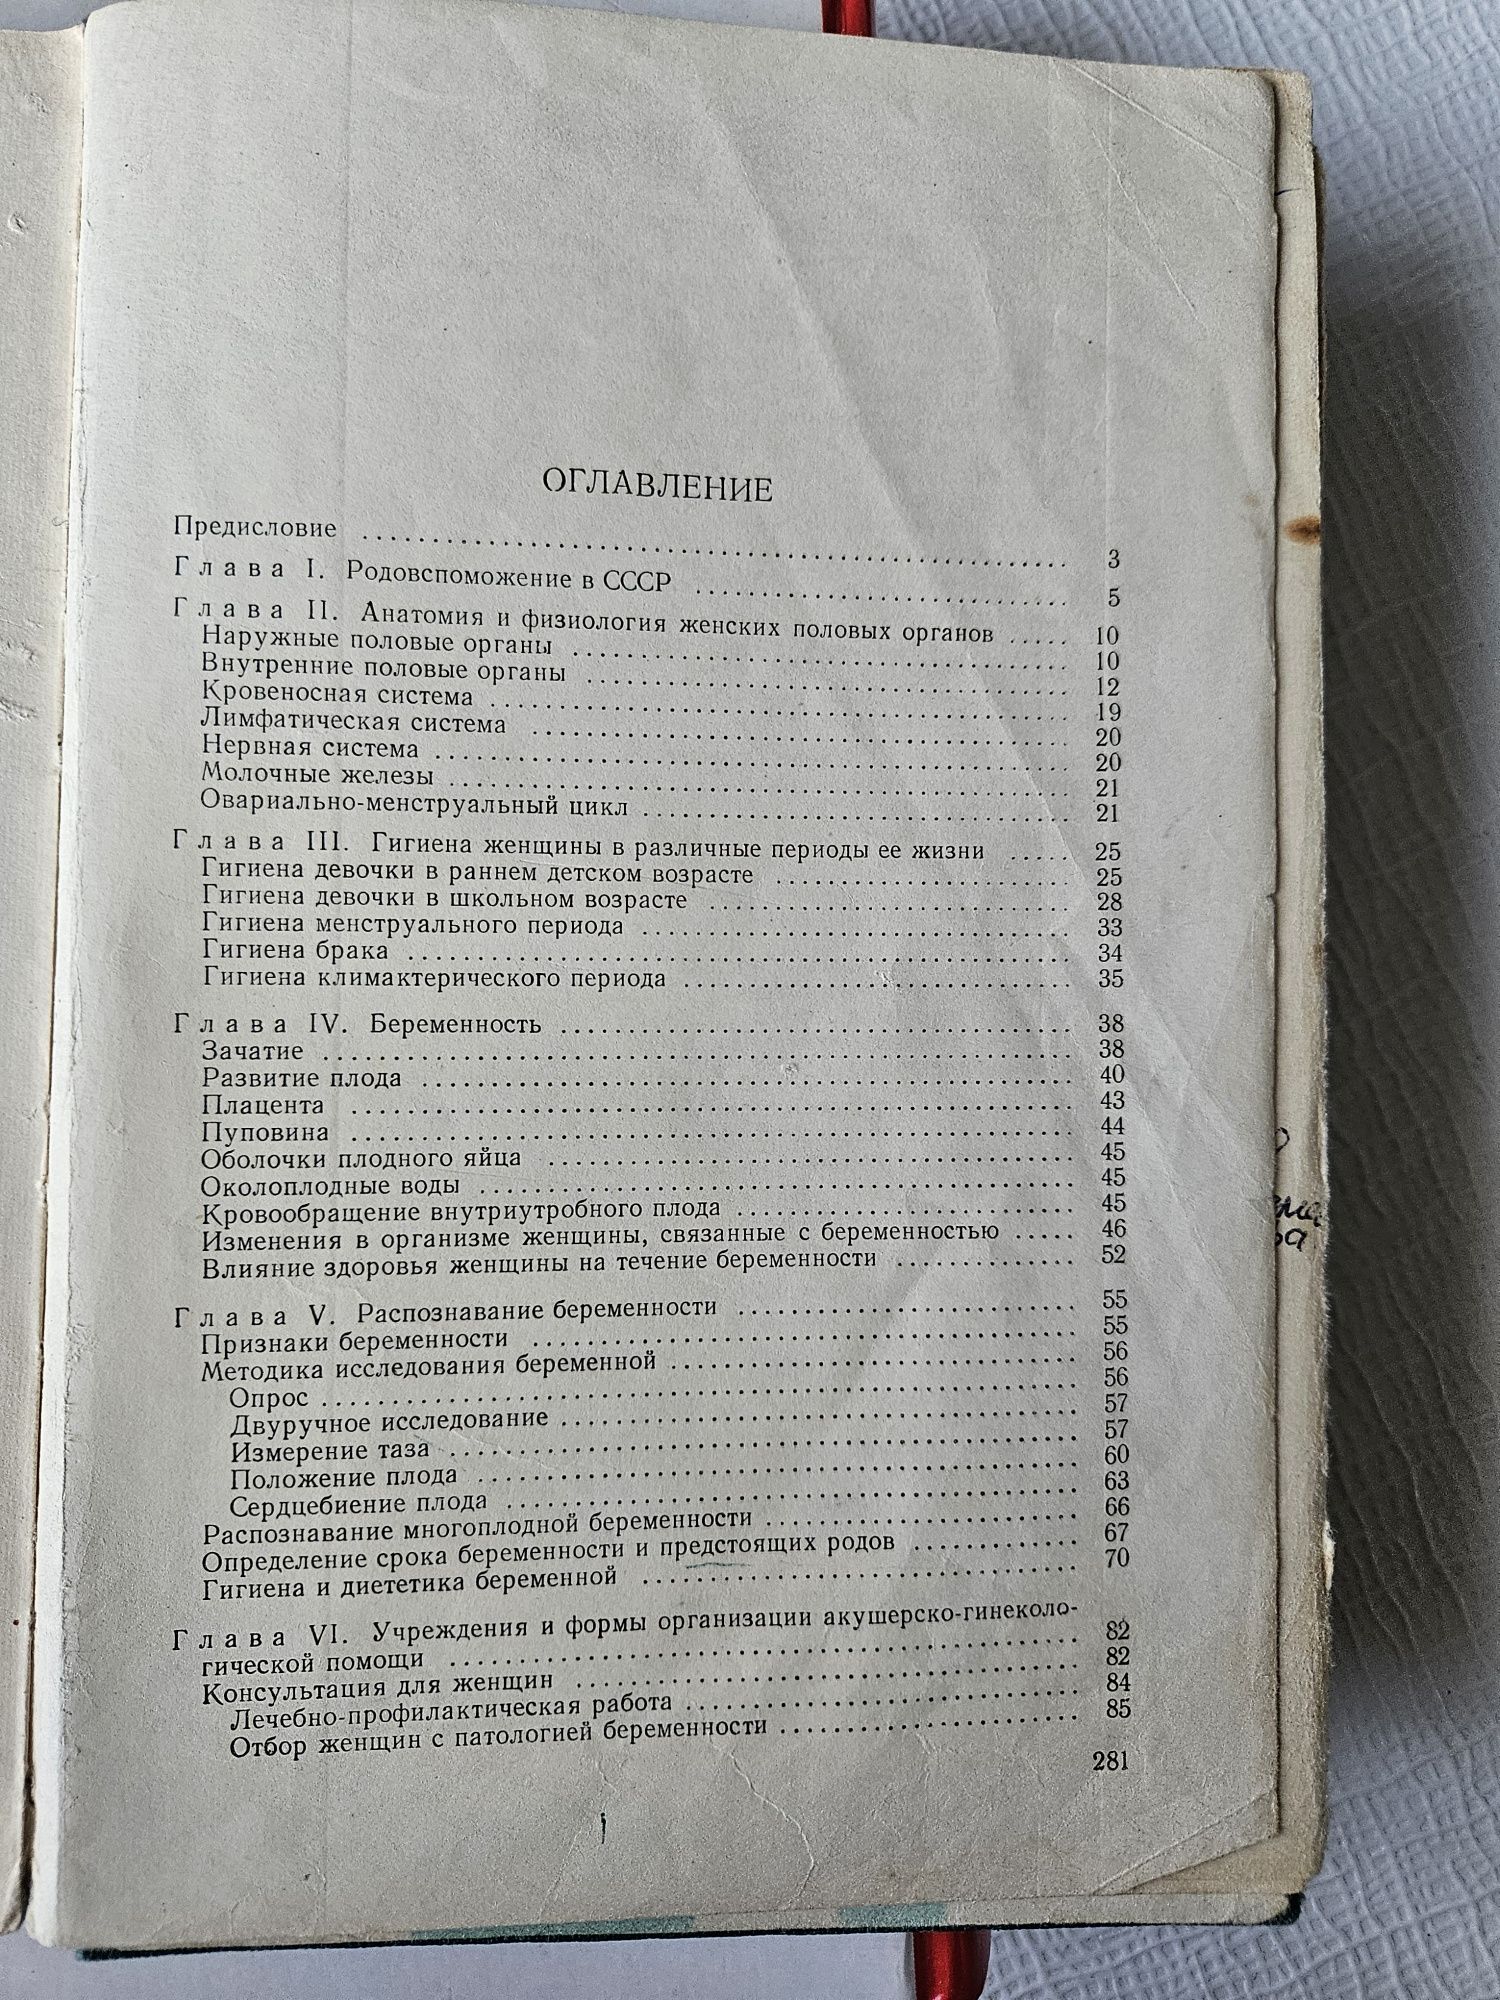 ОГЛАВЛЕНИЕ
Предисловие .......... 3
Глава I. Родовспоможение в СССР .......... 5
Глава II. Анатомия и физиология женских половых органов ..... 10
Наружные половые органы .......... 10
Внутренние половые органы .......... 12
Кровеносная система .......... 19
Лимфатическая система .......... 20
Нервная система .......... 20
Молочные железы .......... 21
Овариально-менструальный цикл .......... 21
Глава III. Гигиена женщины в различные периоды ее жизни ..... 25
Гигиена девочки в раннем детском возрасте .......... 25
Гигиена девочки в школьном возрасте .......... 28
Гигиена менструального периода .......... 33
Гигиена брака .......... 34
Гигиена климактерического периода .......... 35
Глава IV. Беременность .......... 38
Зачатие .......... 38
Развитие плода .......... 40
Плацента .......... 43
Пуповина .......... 44
Оболочки плодного яйца .......... 45
Околоплодные воды .......... 45
Кровообращение внутриутробного плода .......... 45
Изменения в организме женщины, связанные с беременностью ..... 46
Влияние здоровья женщины на течение беременности .......... 52
Глава V. Распознавание беременности .......... 55
Признаки беременности .......... 55
Методика исследования беременной .......... 56
Опрос .......... 56
Двуручное исследование .......... 57
Измерение таза .......... 57
Положение плода .......... 60
Сердцебиение плода .......... 63
Распознавание многоплодной беременности .......... 66
Определение срока беременности и предстоящих родов .......... 67
Гигиена и диететика беременной .......... 70
Глава VI. Учреждения и формы организации акушерско-гинеколо-
гической помощи .......... 82
Консультация для женщин .......... 82
Лечебно-профилактическая работа .......... 84
Отбор женщин с патологией беременности .......... 85
281